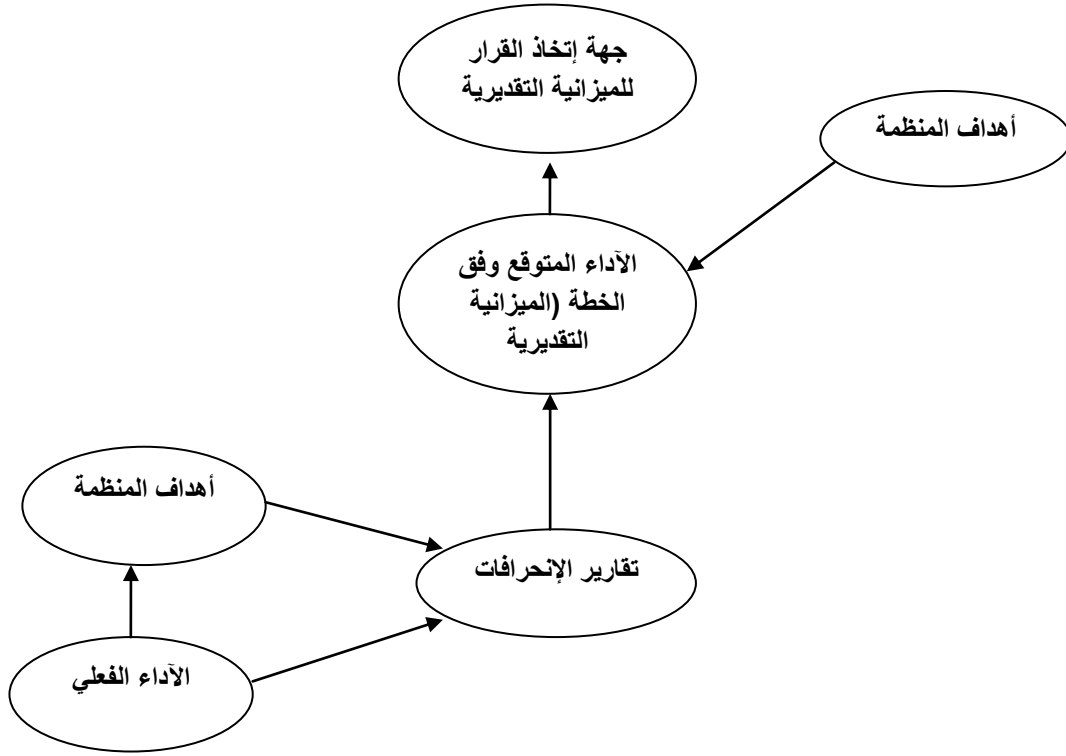 جهة إتخاذ القرار
للميزانية التقديرية
أهداف المنظمة
الآداء المتوقع وفق
الخطة (الميزانية
التقديرية
أهداف المنظمة
تقارير الإنحرافات
الآداء الفعلي